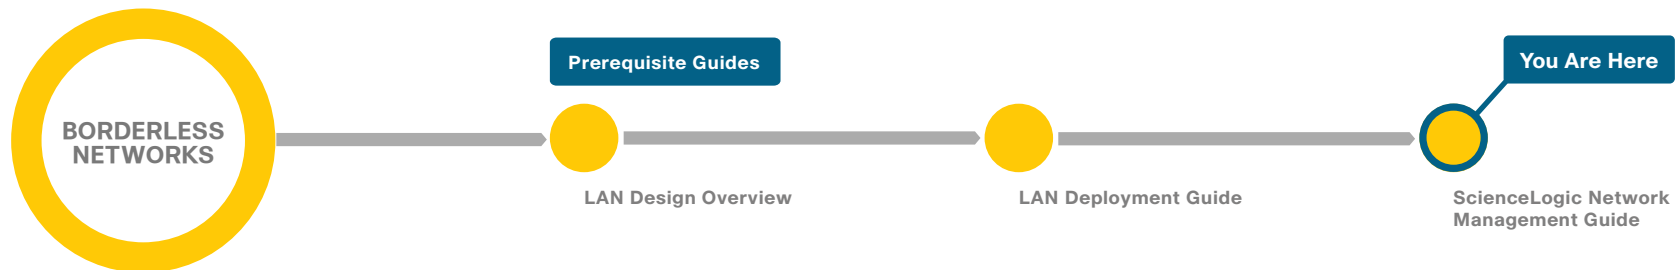 BORDERLESS
NETWORKS
Prerequisite Guides
LAN Design Overview
LAN Deployment Guide
You Are Here
ScienceLogic Network
Management Guide